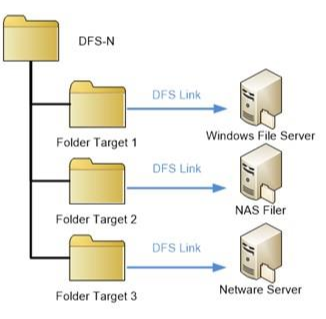 DFS-N
DFS Link
Folder Target 1
Windows File Server
DFS Link
Folder Target 2
NAS Filer
DFS Link
Folder Target 3
Netware Server